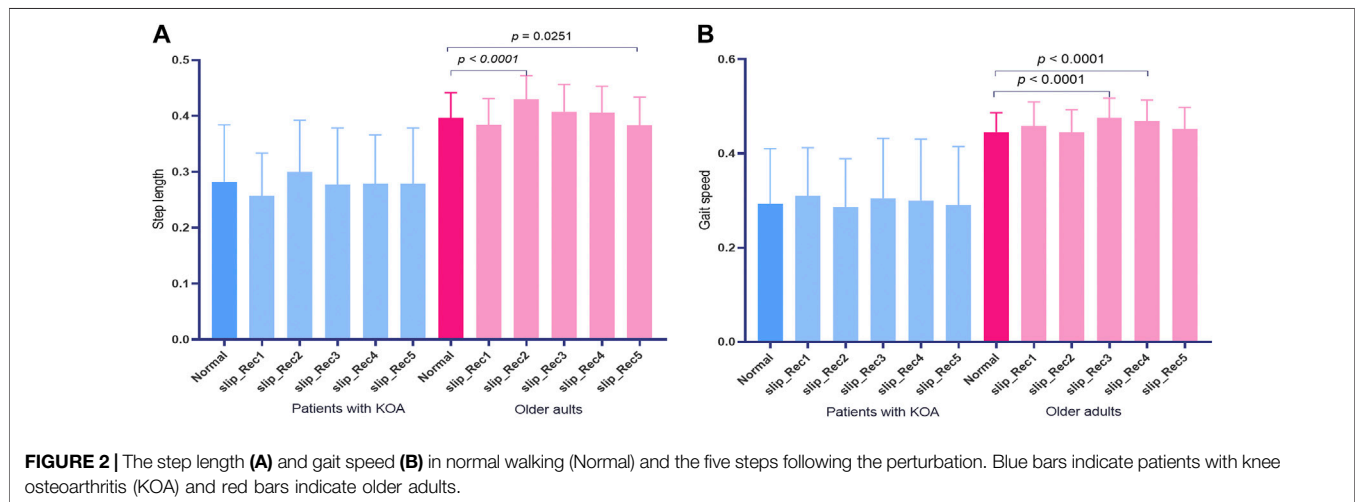 A
p = 0.0251
p < 0.0001
0.5
0.4
0.3
0.2
0.1
0.0
Step length
Normal
slip_Rec1
slip_Rec2
slip_Rec3
slip_Rec4
slip_Rec5
Normal
slip_Rec1
slip_Rec2
slip_Rec3
slip_Rec4
slip_Rec5
Patients with KOA
Older aults
B
p < 0.0001
p < 0.0001
0.6
0.4
0.2
0.0
Gait speed
Normal
slip_Rec1
slip_Rec2
slip_Rec3
slip_Rec4
slip_Rec5
Normal
slip_Rec1
slip_Rec2
slip_Rec3
slip_Rec4
slip_Rec5
Patients with KOA
Older adults
FIGURE 2 | The step length (A) and gait speed (B) in normal walking (Normal) and the five steps following the perturbation. Blue bars indicate patients with knee
osteoarthritis (KOA) and red bars indicate older adults.